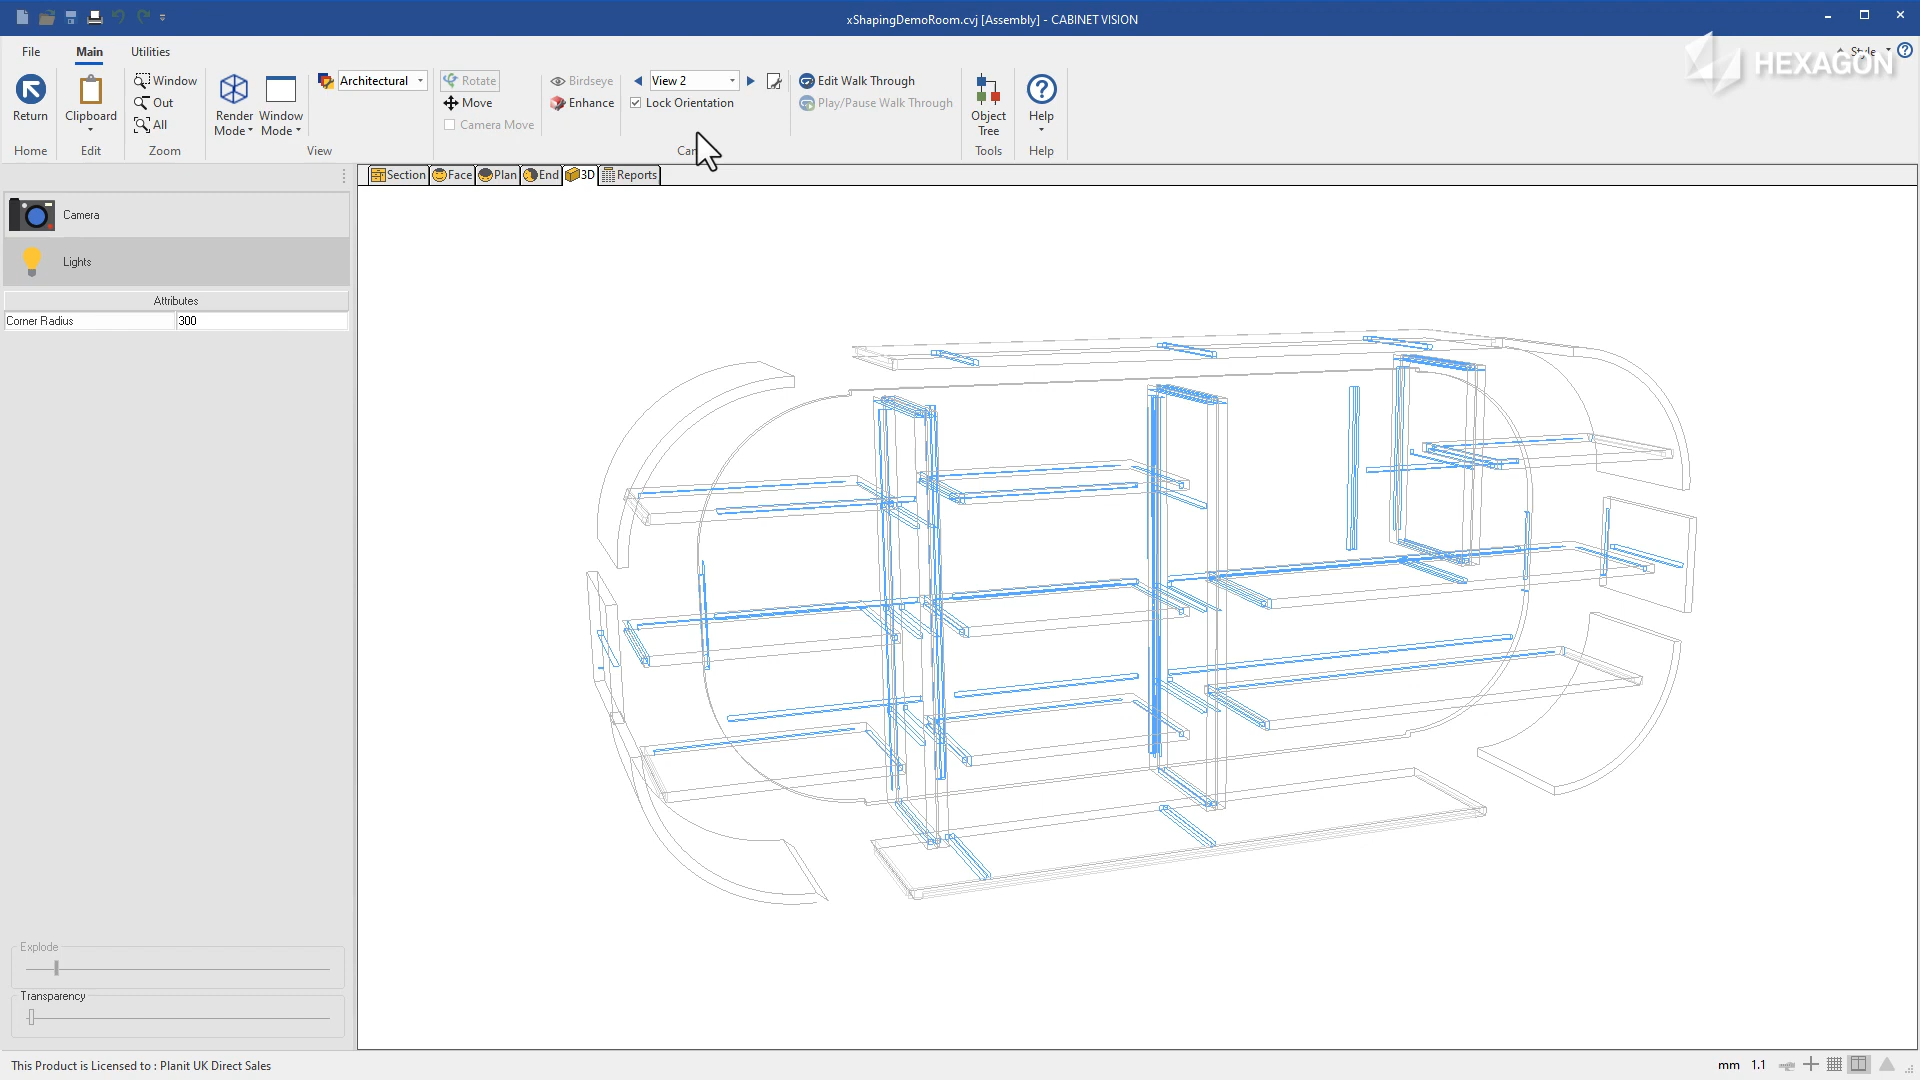 xShapingDemoRoom.cvj [Assembly] - CABINET VISION
File Main Utilities Style
HEXAGON
Return
Clipboard
Window
Out
All
Render Mode
Window Mode
Architectural
Rotate
Move
Camera Move
Birdseye
Enhance
View 2
Lock Orientation
Edit Walk Through
Play/Pause Walk Through
Object Tree
Help
Home Edit Zoom View Tools Help
Section Face Plan End 3D Reports
Camera
Lights
Attributes
Corner Radius 300
Explode
Transparency
This Product is Licensed to : Planit UK Direct Sales
mm 1.1